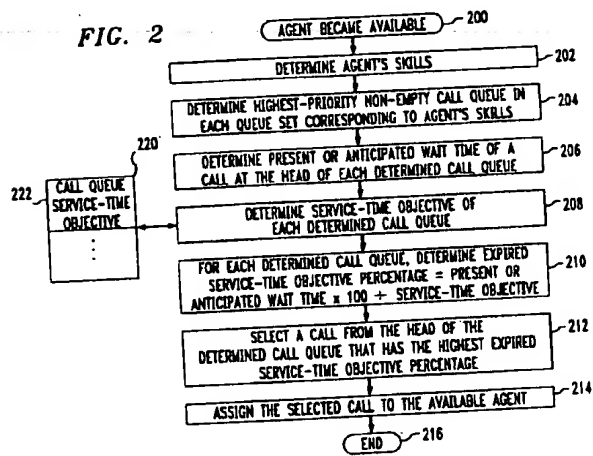 FIG. 2
AGENT BECAME AVAILABLE
200
DETERMINE AGENT'S SKILLS
202
DETERMINE HIGHEST-PRIORITY NON-EMPTY CALL QUEUE IN
EACH QUEUE SET CORRESPONDING TO AGENT'S SKILLS
204
DETERMINE PRESENT OR ANTICIPATED WAIT TIME OF A
CALL AT THE HEAD OF EACH DETERMINED CALL QUEUE
206
220
222
CALL QUEUE
SERVICE-TIME
OBJECTIVE
DETERMINE SERVICE-TIME OBJECTIVE OF
EACH DETERMINED CALL QUEUE
208
FOR EACH DETERMINED CALL QUEUE, DETERMINE EXPIRED
SERVICE-TIME OBJECTIVE PERCENTAGE = PRESENT OR
ANTICIPATED WAIT TIME x 100 ÷ SERVICE-TIME OBJECTIVE
210
SELECT A CALL FROM THE HEAD OF THE
DETERMINED CALL QUEUE THAT HAS THE HIGHEST EXPIRED
SERVICE-TIME OBJECTIVE PERCENTAGE
212
ASSIGN THE SELECTED CALL TO THE AVAILABLE AGENT
214
END
216